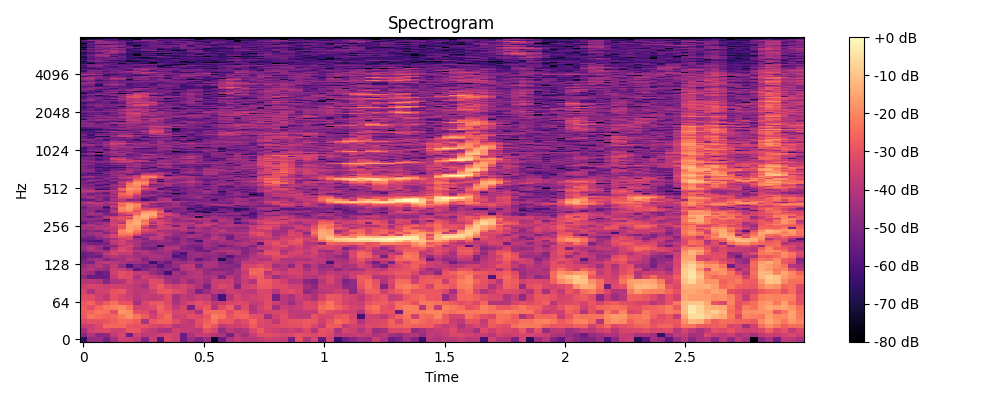 Spectrogram
Hz
4096
2048
1024
512
256
128
64
0
0
0.5
1
1.5
2
2.5
Time
+0 dB
-10 dB
-20 dB
-30 dB
-40 dB
-50 dB
-60 dB
-70 dB
-80 dB